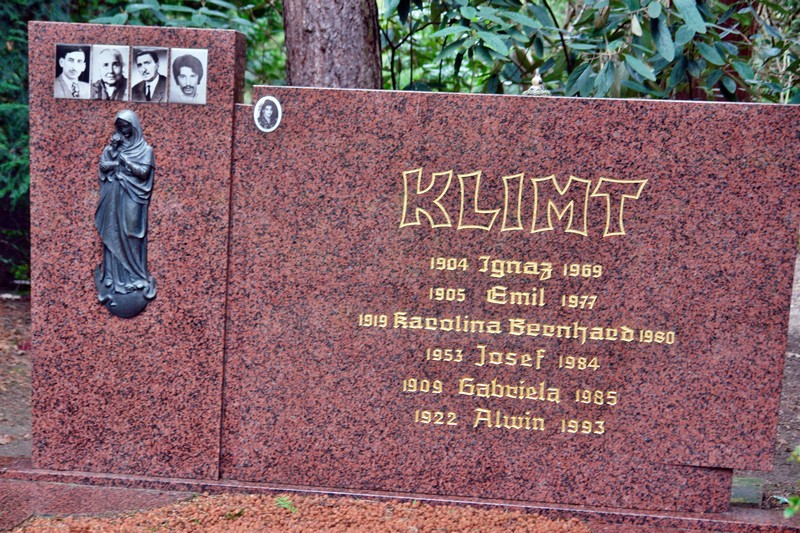 KLIMT
1904 Ignaz 1969
1905 Emil 1977
1919 Karolina Bernhard 1980
1953 Josef 1984
1909 Gabriela 1985
1922 Alwin 1993